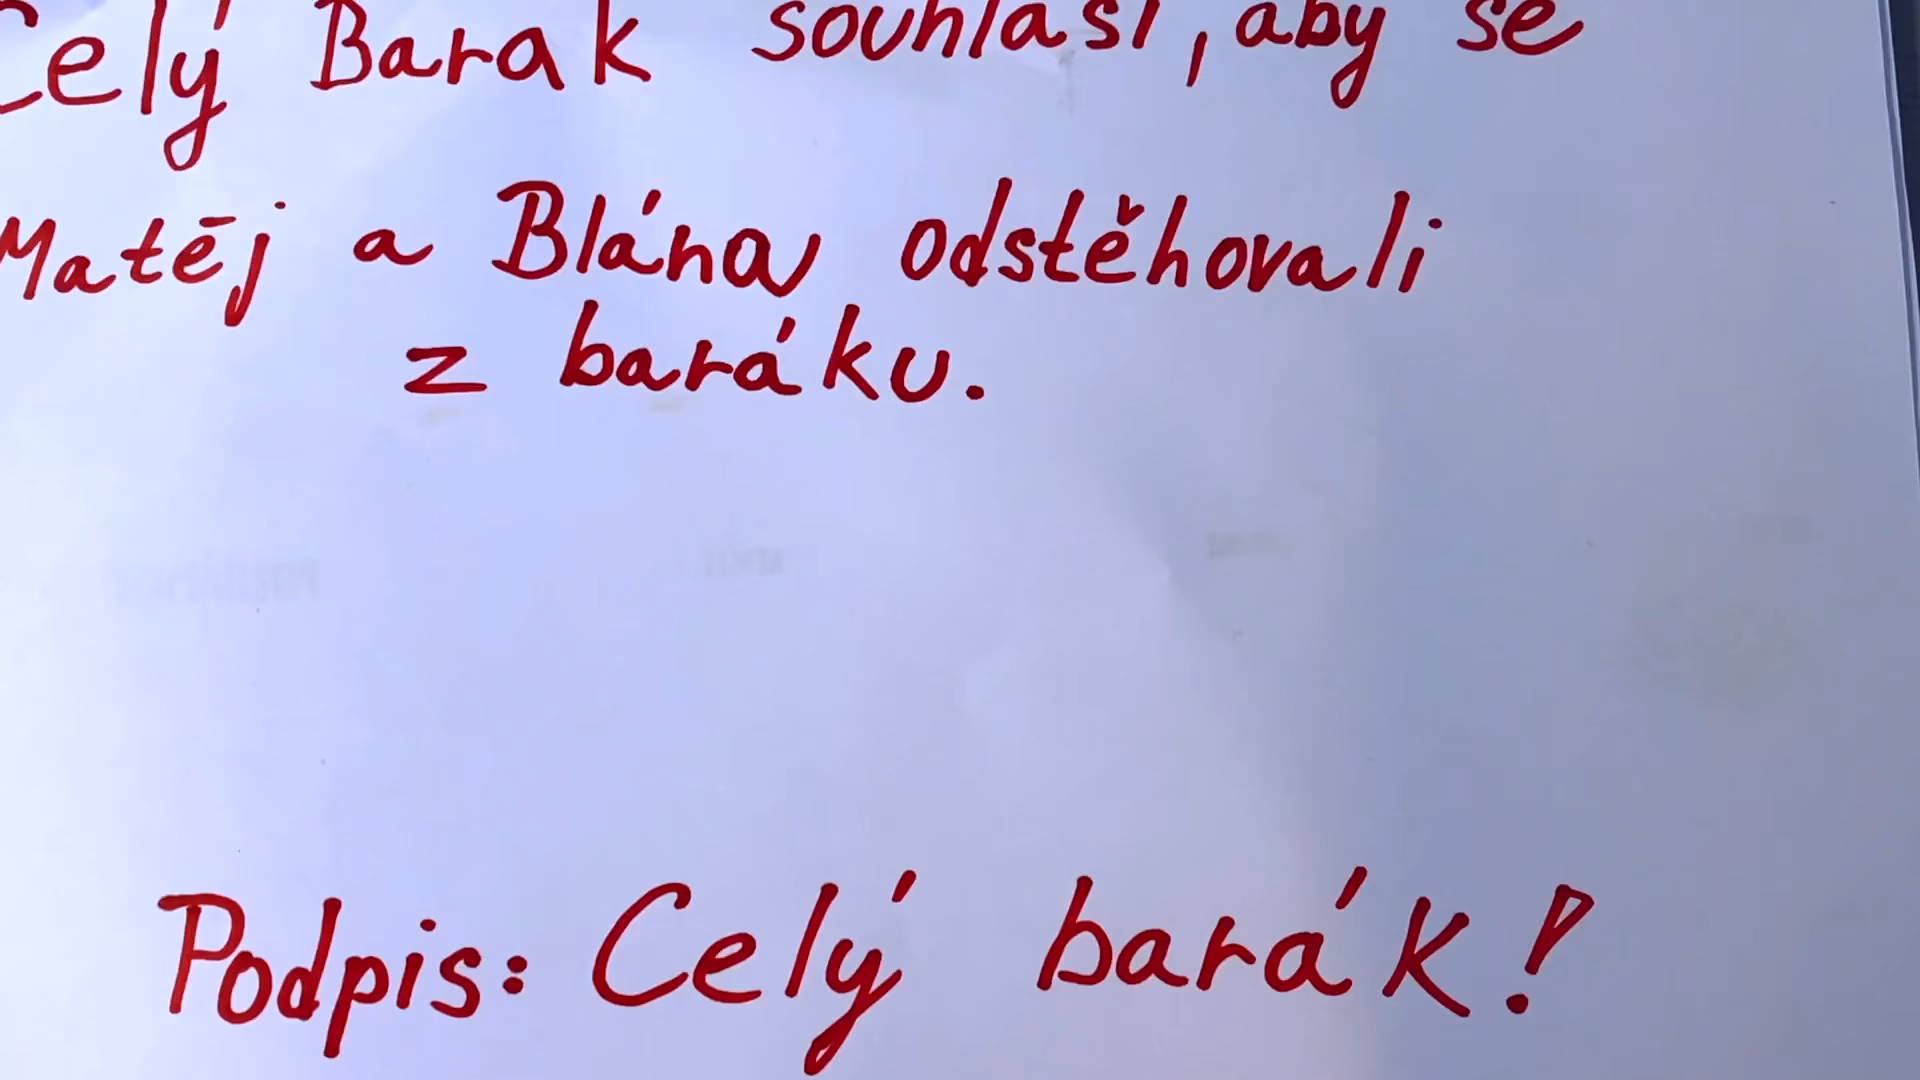 Celý Barak souhlasí, aby se
Matěj a Blána odstěhovali
z baráku.
Podpis: Celý barák!